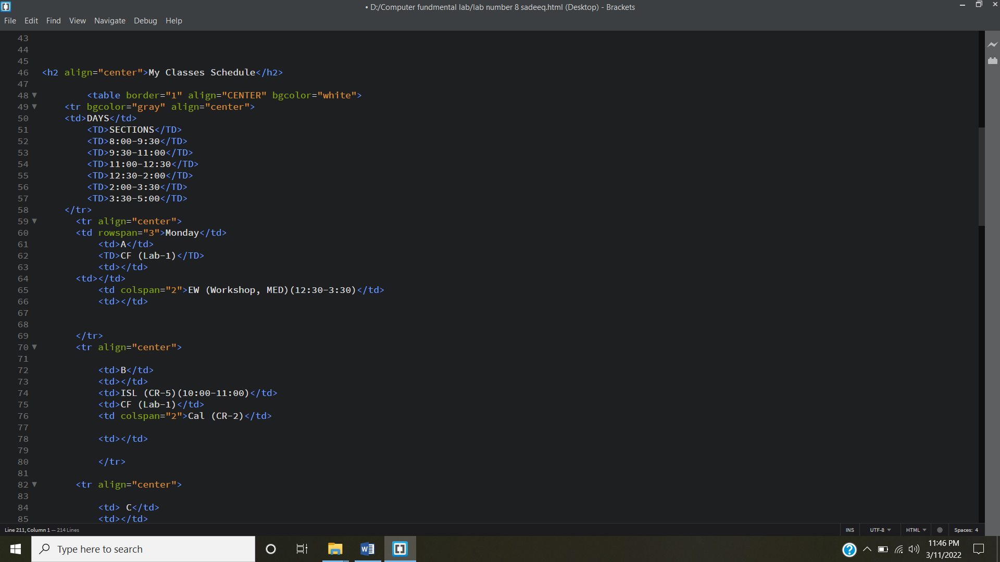 • D:/Computer fundmental lab/lab number 8 sadeeq.html (Desktop) - Brackets
File Edit Find View Navigate Debug Help
43
44
45
46 <h2 align="center">My Classes Schedule</h2>
47
48 <table border="1" align="CENTER" bgcolor="white">
49 <tr bgcolor="gray" align="center">
50 <td>DAYS</td>
51 <TD>SECTIONS</TD>
52 <TD>8:00-9:30</TD>
53 <TD>9:30-11:00</TD>
54 <TD>11:00-12:30</TD>
55 <TD>12:30-2:00</TD>
56 <TD>2:00-3:30</TD>
57 <TD>3:30-5:00</TD>
58 </tr>
59 <tr align="center">
60 <td rowspan="3">Monday</td>
61 <td>A</td>
62 <TD>CF (Lab-1)</TD>
63 <td></td>
64 <td></td>
65 <td colspan="2">EW (Workshop, MED)(12:30-3:30)</td>
66 <td></td>
67
68
69 </tr>
70 <tr align="center">
71
72 <td>B</td>
73 <td></td>
74 <td>ISL (CR-5)(10:00-11:00)</td>
75 <td>CF (Lab-1)</td>
76 <td colspan="2">Cal (CR-2)</td>
77
78 <td></td>
79
80 </tr>
81
82 <tr align="center">
83
84 <td> C</td>
85 <td></td>
Line 211, Column 1 — 214 Lines
INS UTF-8 HTML Spaces: 4
Type here to search
11:46 PM
3/11/2022